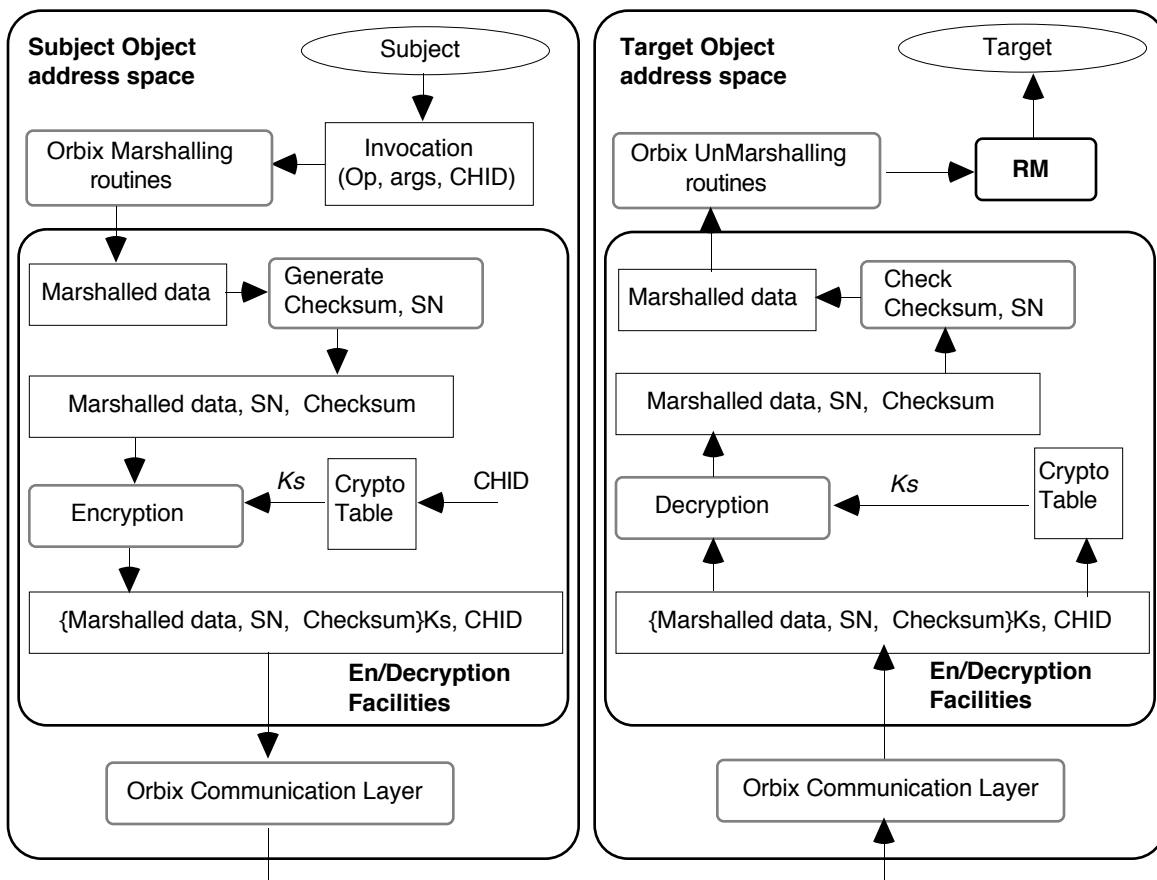 Subject Object
address space
Subject
Orbix Marshalling
routines
Invocation
(Op, args, CHID)
Marshalled data
Generate
Checksum, SN
Marshalled data, SN, Checksum
Encryption
Ks
Crypto
Table
CHID
{Marshalled data, SN, Checksum}Ks, CHID
En/Decryption
Facilities
Orbix Communication Layer
Target Object
address space
Target
Orbix UnMarshalling
routines
RM
Marshalled data
Check
Checksum, SN
Marshalled data, SN, Checksum
Decryption
Ks
Crypto
Table
{Marshalled data, SN, Checksum}Ks, CHID
En/Decryption
Facilities
Orbix Communication Layer